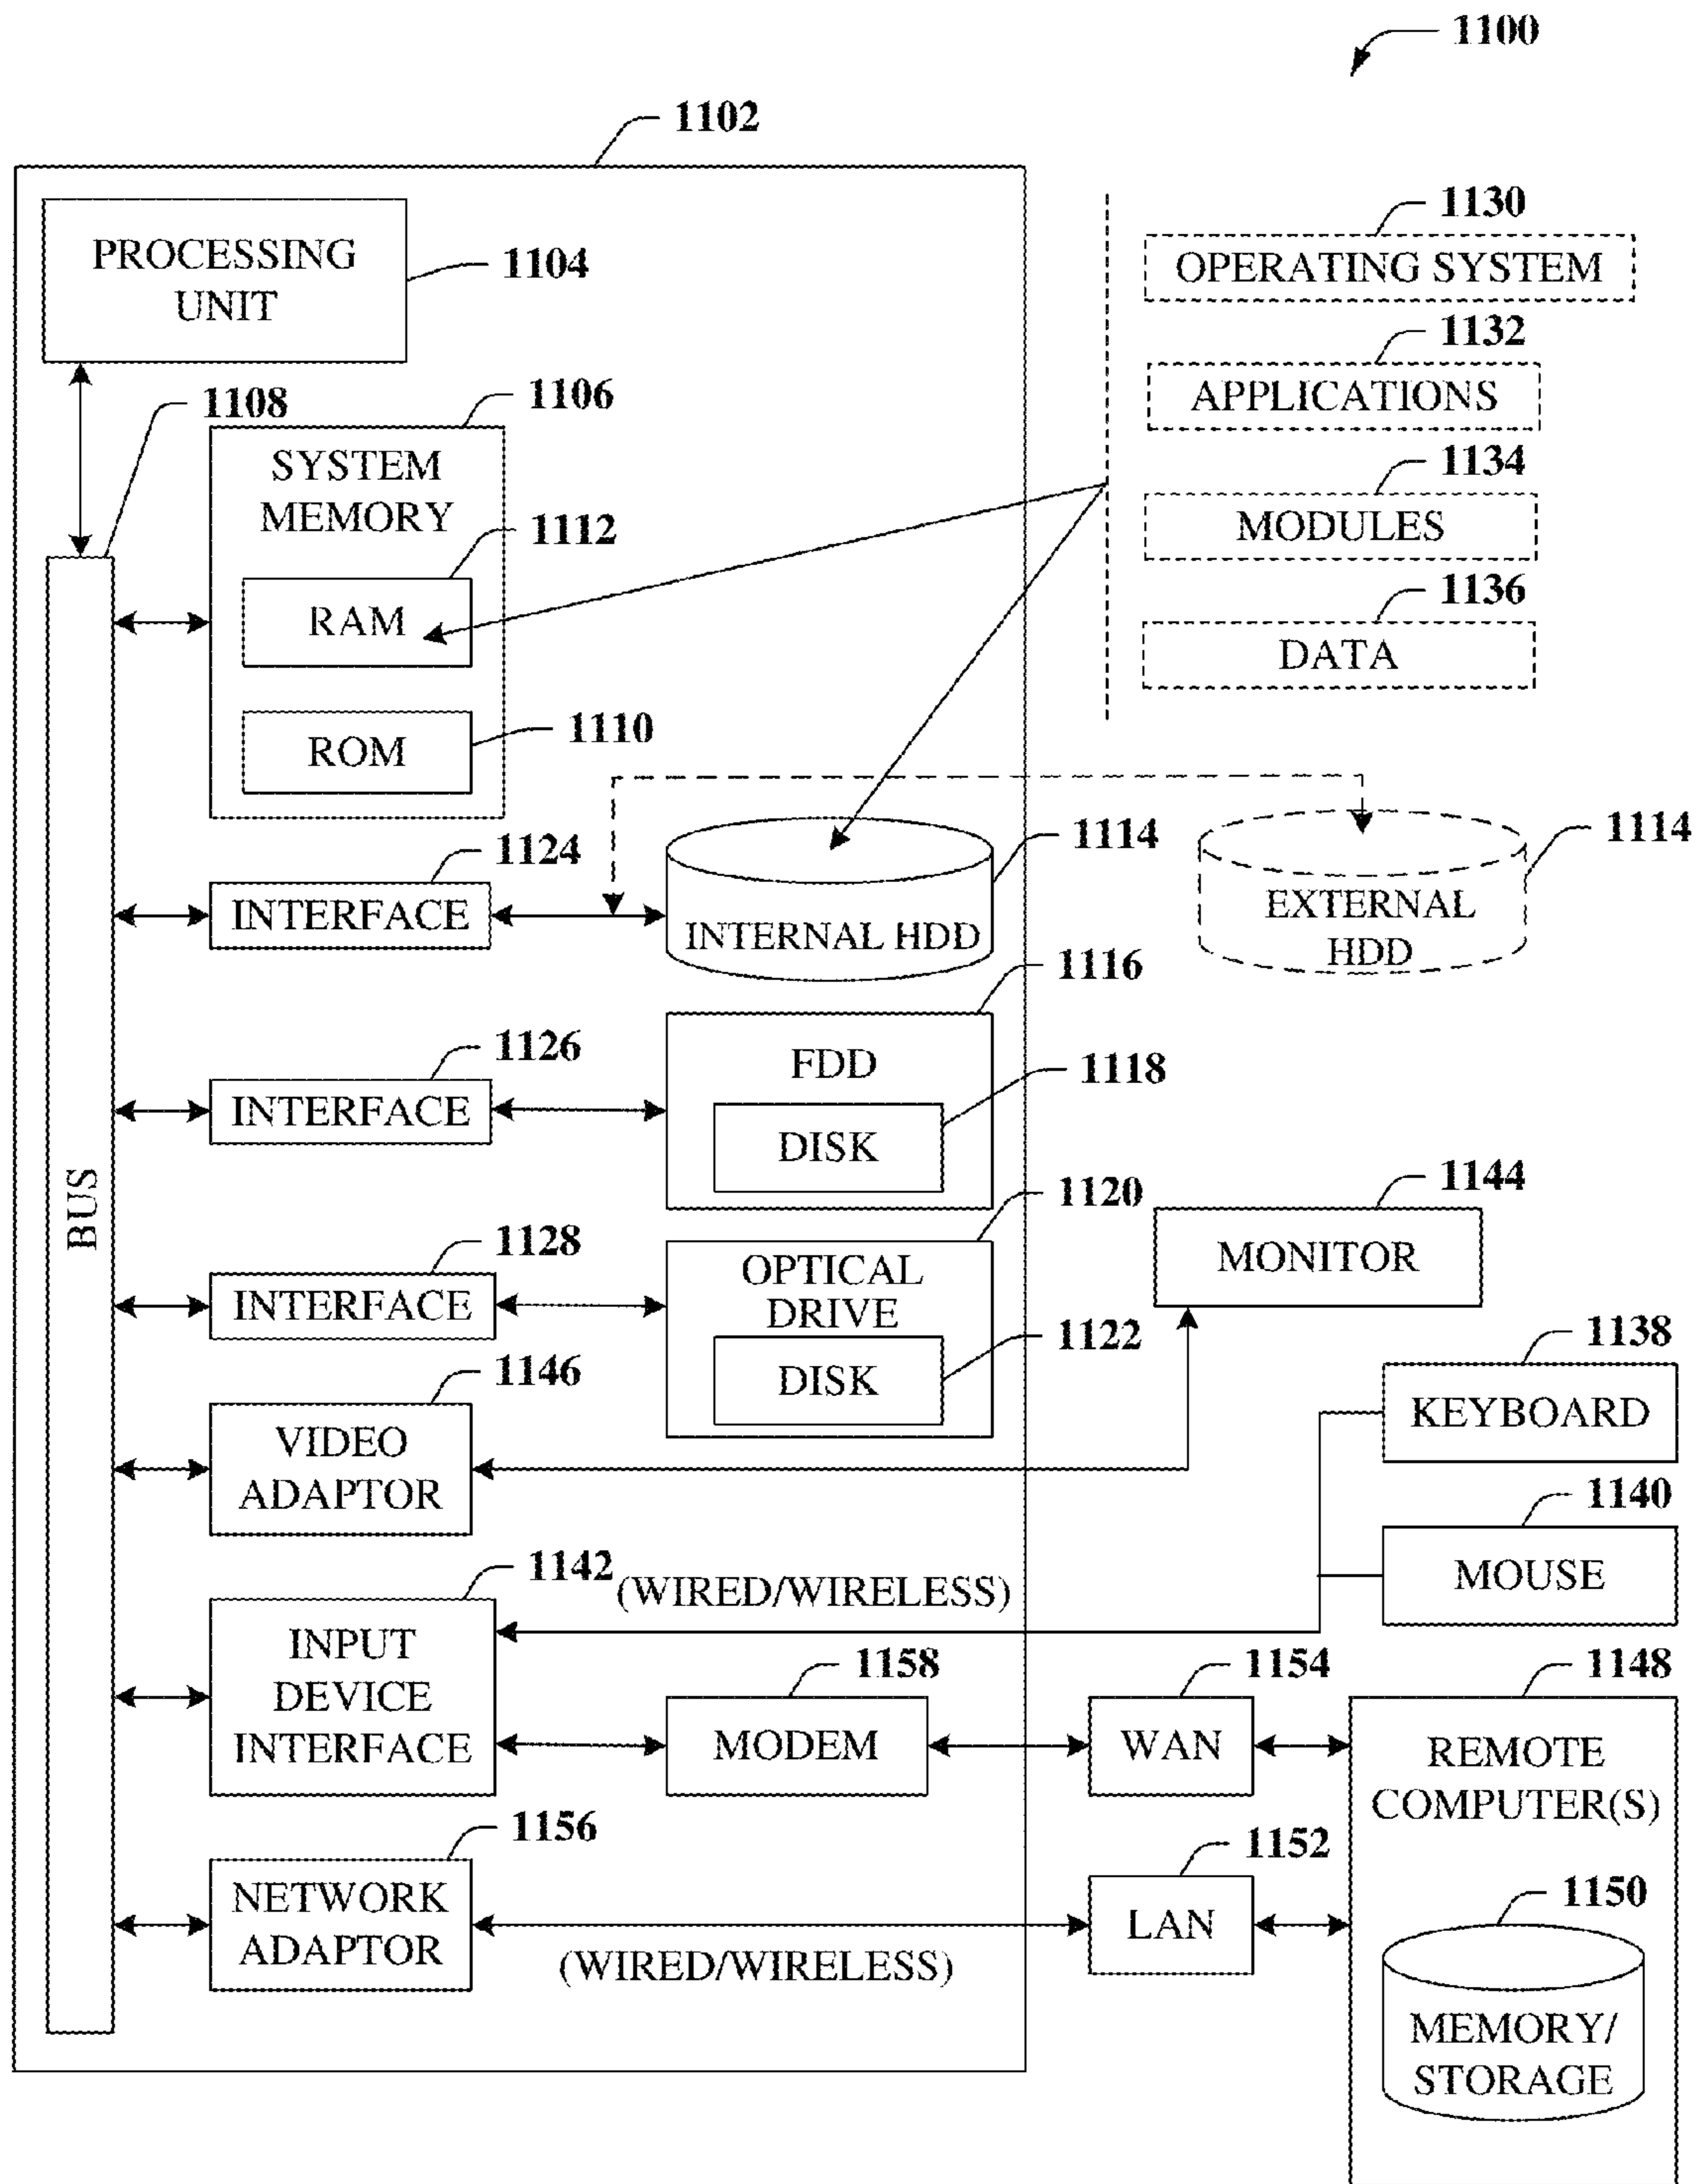 1100
1102
PROCESSING
UNIT
1104
1108
1106
SYSTEM
MEMORY
1112
RAM
1110
ROM
1130
OPERATING SYSTEM
1132
APPLICATIONS
1134
MODULES
1136
DATA
1124
INTERFACE
1114
INTERNAL HDD
1114
EXTERNAL
HDD
1126
INTERFACE
1116
FDD
1118
DISK
BUS
1128
INTERFACE
1120
OPTICAL
DRIVE
1122
DISK
1144
MONITOR
1138
KEYBOARD
1146
VIDEO
ADAPTOR
1140
MOUSE
1142
(WIRED/WIRELESS)
INPUT
DEVICE
INTERFACE
1158
MODEM
1154
WAN
1148
REMOTE
COMPUTER(S)
1156
NETWORK
ADAPTOR
(WIRED/WIRELESS)
1152
LAN
1150
MEMORY/
STORAGE